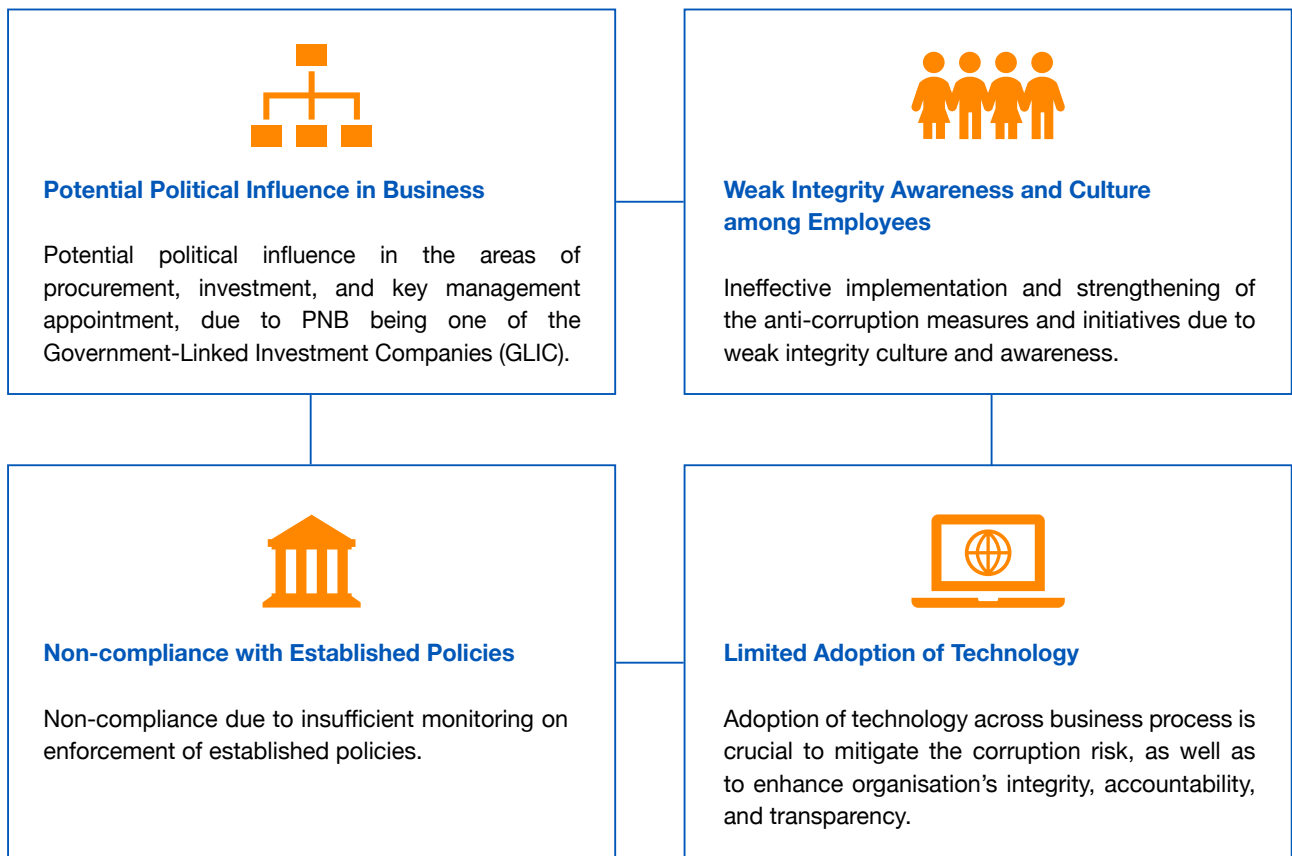 Potential Political Influence in Business
Potential political influence in the areas of
procurement, investment, and key management
appointment, due to PNB being one of the
Government-Linked Investment Companies (GLIC).
Weak Integrity Awareness and Culture
among Employees
Ineffective implementation and strengthening of
the anti-corruption measures and initiatives due to
weak integrity culture and awareness.
Non-compliance with Established Policies
Non-compliance due to insufficient monitoring on
enforcement of established policies.
Limited Adoption of Technology
Adoption of technology across business process is
crucial to mitigate the corruption risk, as well as
to enhance organisation’s integrity, accountability,
and transparency.